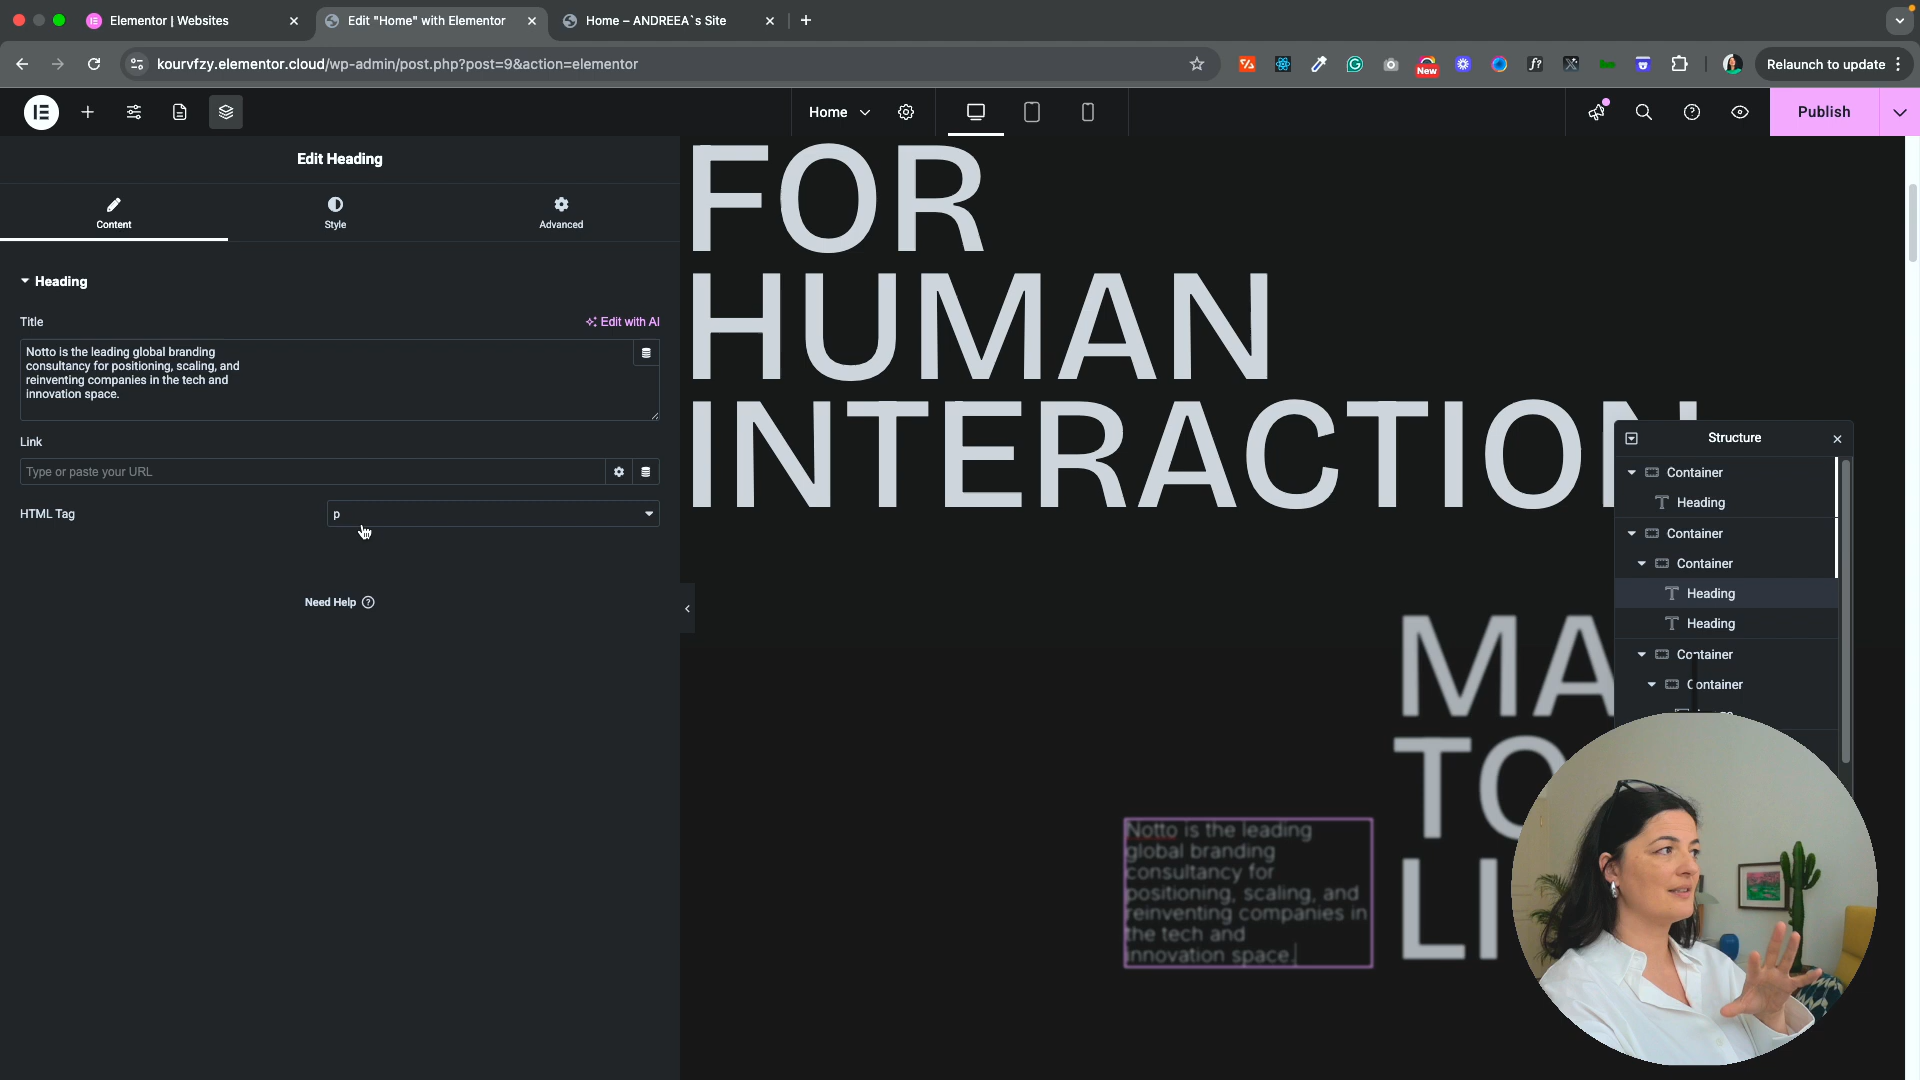 Elementor | Websites
Edit "Home" with Elementor
Home – ANDREEA`s Site
kourvfzy.elementor.cloud/wp-admin/post.php?post=9&action=elementor
New
Relaunch to update
Home
Publish
Edit Heading
Content
Style
Advanced
Heading
Title
Edit with AI
Notto is the leading global branding
consultancy for positioning, scaling, and
reinventing companies in the tech and
innovation space.
Link
Type or paste your URL
HTML Tag
p
Need Help
FOR
HUMAN
INTERACTION
MA
TO
LI
Notto is the leading
global branding
consultancy for
positioning, scaling, and
reinventing companies in
the tech and
innovation space.
Structure
Container
Heading
Container
Container
Heading
Heading
Container
Container